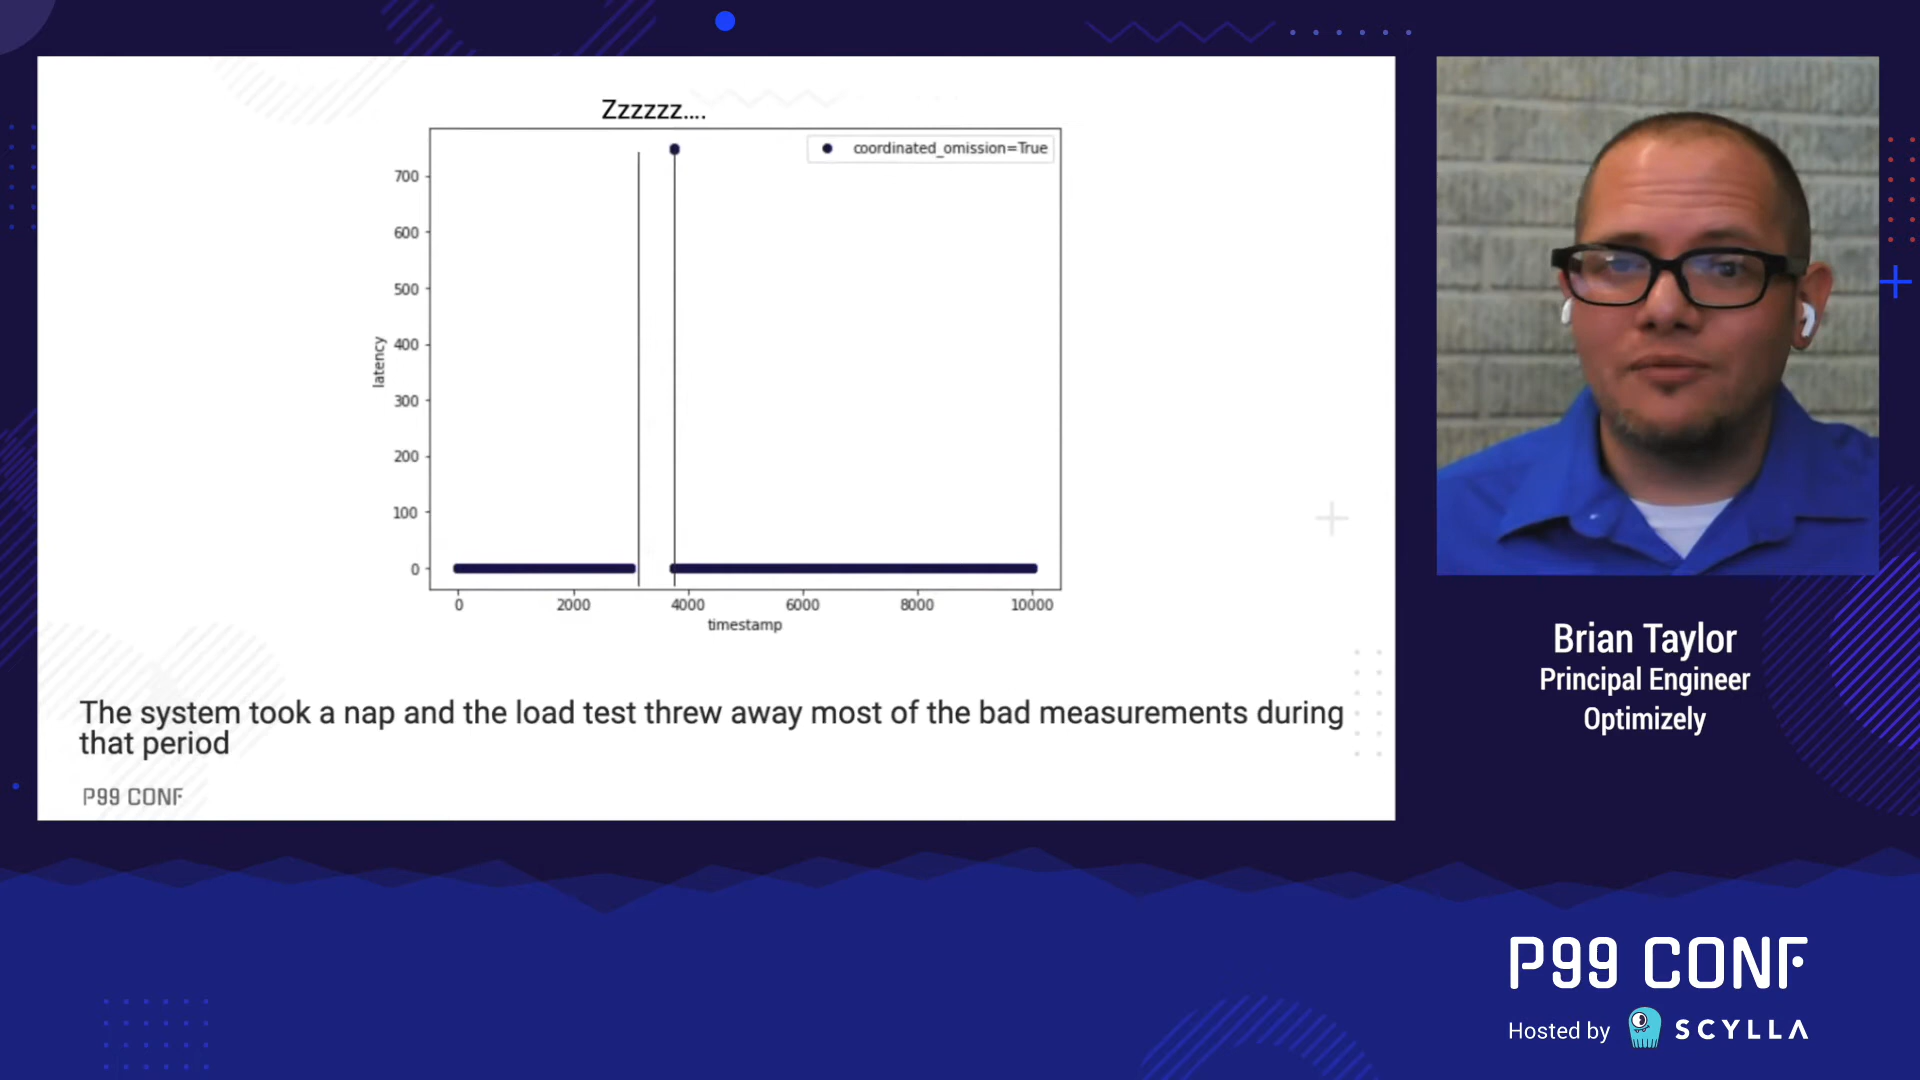 Zzzzzz....
coordinated_omission=True
700
600
500
400
300
200
100
0
latency
0 2000 4000 6000 8000 10000
timestamp
The system took a nap and the load test threw away most of the bad measurements during
that period
P99 CONF
Brian Taylor
Principal Engineer
Optimizely
P99 CONF
Hosted by SCYLLA